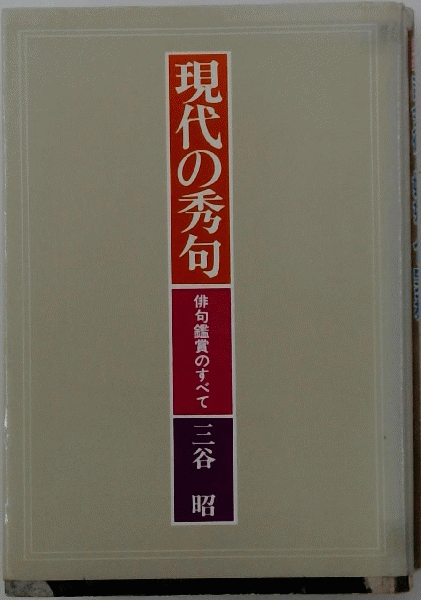 現代の秀句
俳句鑑賞のすべて
三谷 昭